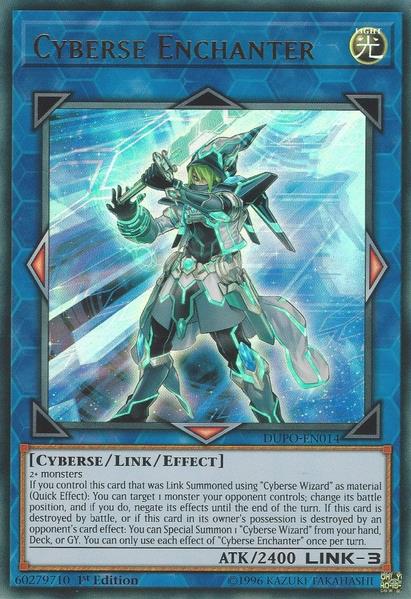 CYBERSE ENCHANTER
LIGHT
光
DUPO-EN014
[CYBERSE/LINK/EFFECT]
2+ monsters
If you control this card that was Link Summoned using "Cyberse Wizard" as material
(Quick Effect): You can target 1 monster your opponent controls; change its battle
position, and if you do, negate its effects until the end of the turn. If this card is
destroyed by battle, or if this card in its owner's possession is destroyed by an
opponent's card effect: You can Special Summon 1 "Cyberse Wizard" from your hand,
Deck, or GY. You can only use each effect of "Cyberse Enchanter" once per turn.
ATK/2400 LINK-3
60279710 1st Edition ©1996 KAZUKI TAKAHASHI